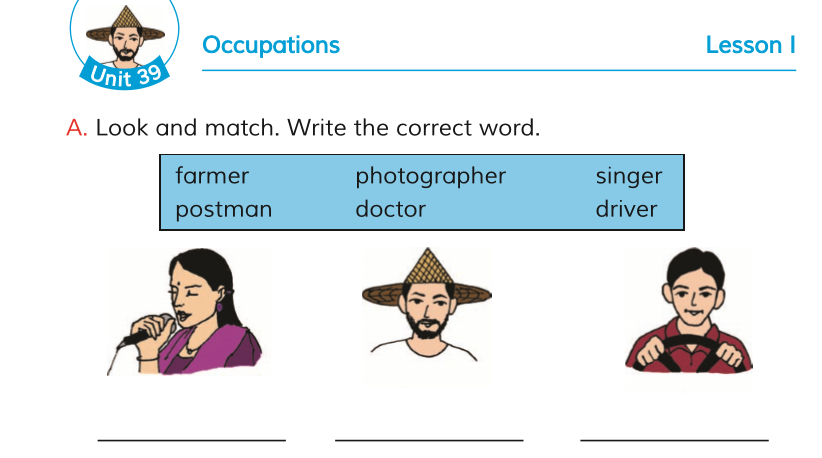 Unit 39
Occupations Lesson I
A. Look and match. Write the correct word.
farmer photographer singer
postman doctor driver